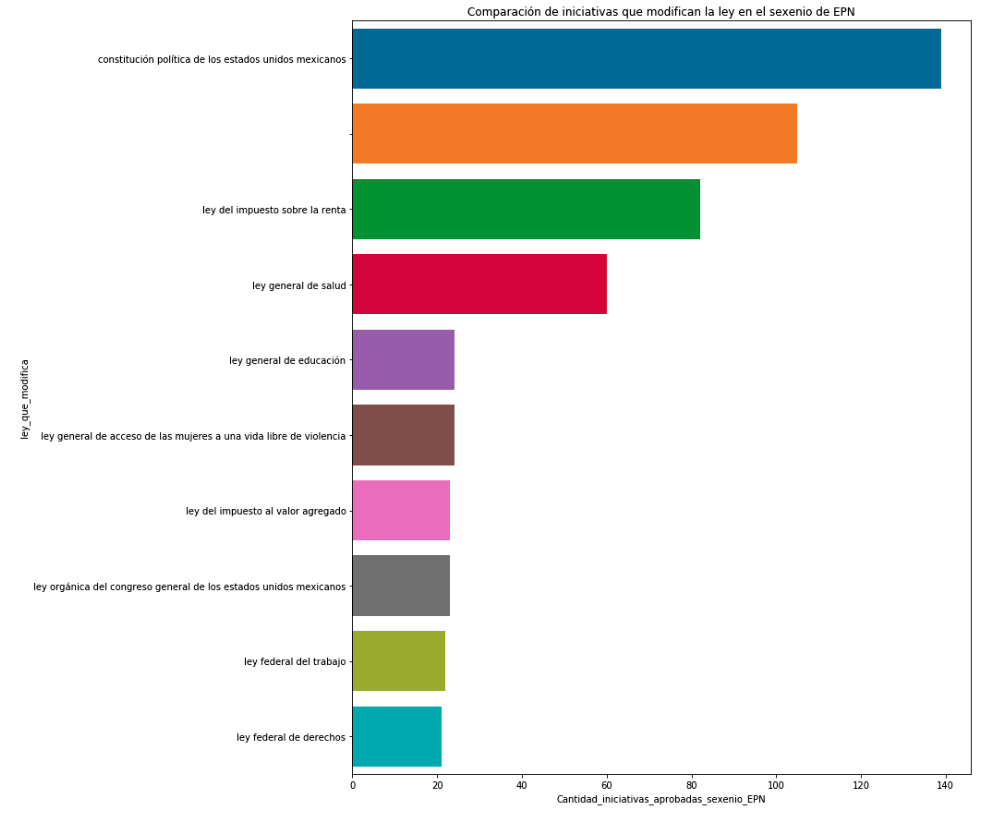 Comparación de iniciativas que modifican la ley en el sexenio de EPN
constitución política de los estados unidos mexicanos
ley del impuesto sobre la renta
ley general de salud
ley general de educación
ley_que_modifica
ley general de acceso de las mujeres a una vida libre de violencia
ley del impuesto al valor agregado
ley orgánica del congreso general de los estados unidos mexicanos
ley federal del trabajo
ley federal de derechos
0 20 40 60 80 100 120 140
Cantidad_iniciativas_aprobadas_sexenio_EPN